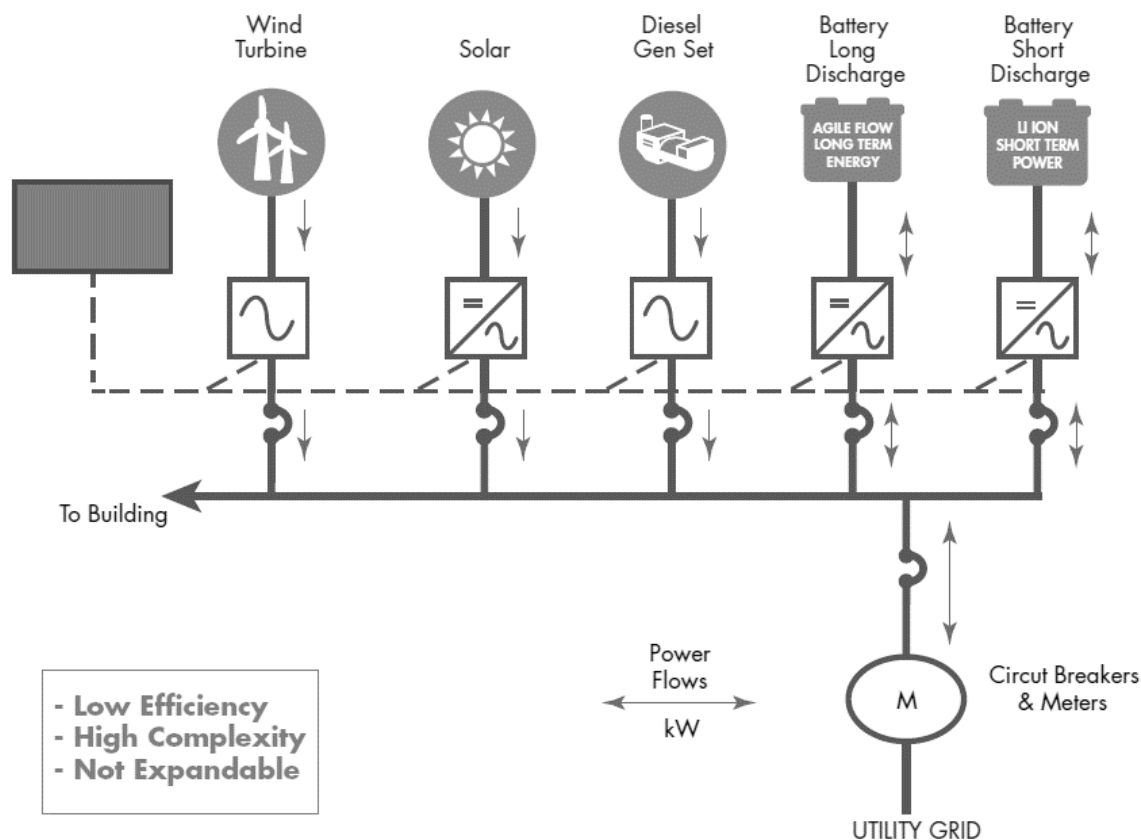 Wind
Turbine
Solar
Diesel
Gen Set
Battery
Long
Discharge
Battery
Short
Discharge
AGILE FLOW
LONG TERM
ENERGY
LI ION
SHORT TERM
POWER
To Building
Power
Flows
kW
M
Circut Breakers
& Meters
- Low Efficiency
- High Complexity
- Not Expandable
UTILITY GRID